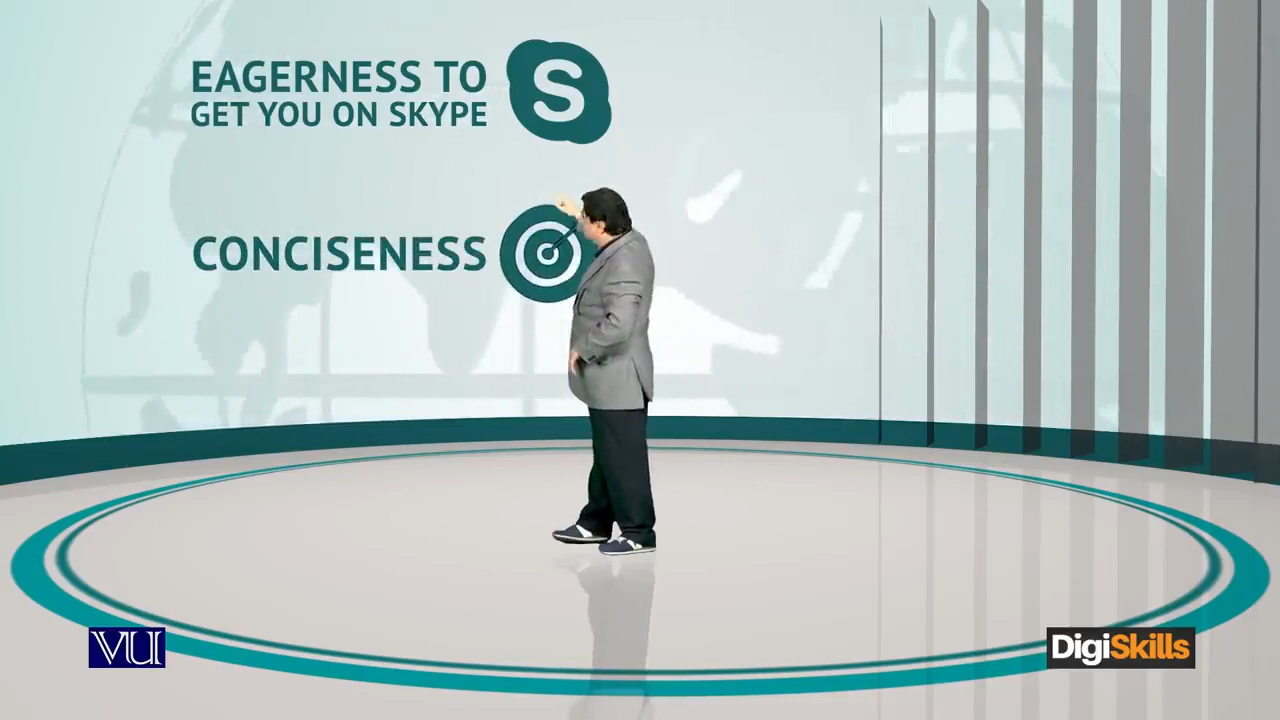 EAGERNESS TO
GET YOU ON SKYPE
S
CONCISENESS
VU
DigiSkills